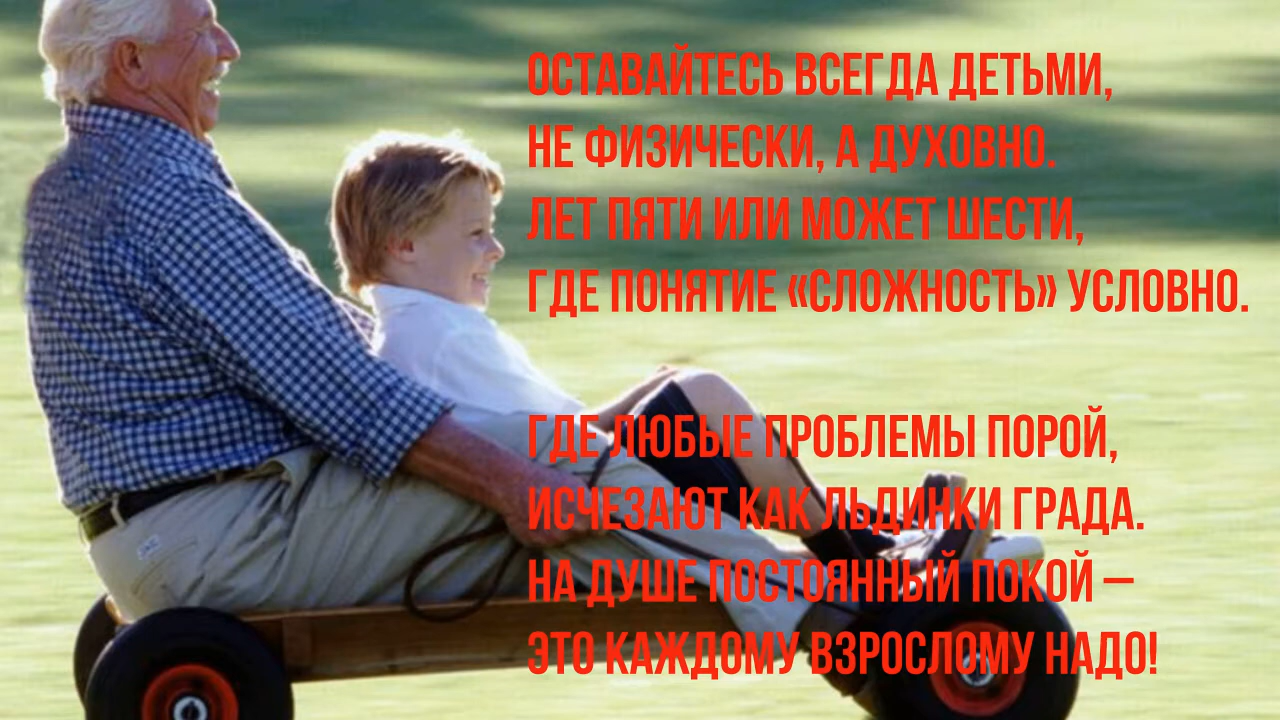 ОСТАВАЙТЕСЬ ВСЕГДА ДЕТЬМИ,
НЕ ФИЗИЧЕСКИ, А ДУХОВНО.
ЛЕТ ПЯТИ ИЛИ МОЖЕТ ШЕСТИ,
ГДЕ ПОНЯТИЕ «СЛОЖНОСТЬ» УСЛОВНО.
ГДЕ ЛЮБЫЕ ПРОБЛЕМЫ ПОРОЙ,
ИСЧЕЗАЮТ КАК ЛЬДИНКИ ГРАДА.
НА ДУШЕ ПОСТОЯННЫЙ ПОКОЙ –
ЭТО КАЖДОМУ ВЗРОСЛОМУ НАДО!